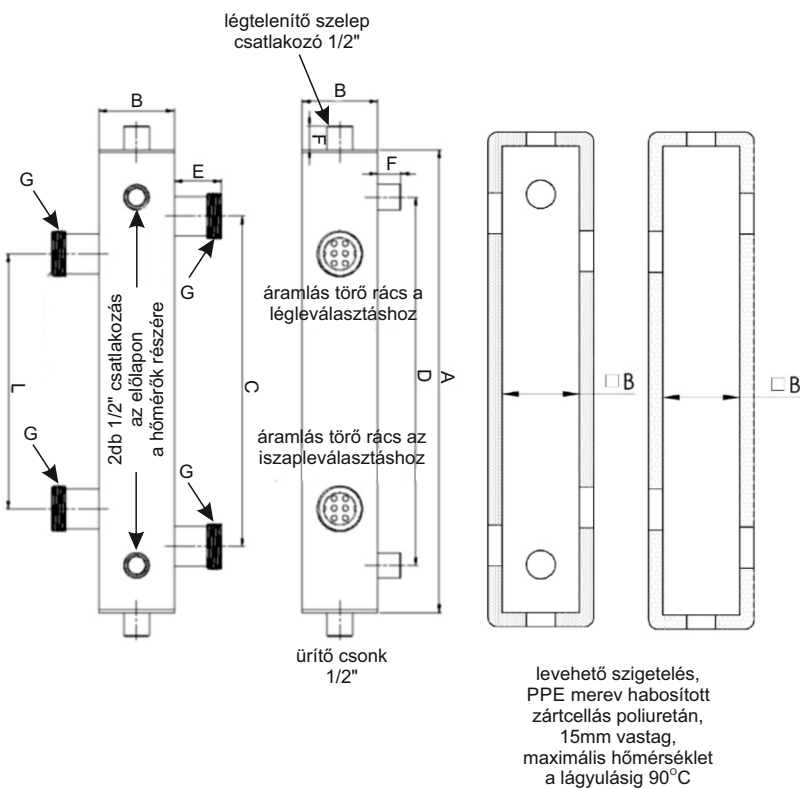 légtelenítő szelep
csatlakozó 1/2"
B
B
F
E
F
G
G
áramlás törő rács a
légleválasztáshoz
2db 1/2" csatlakozás
az előlapon
a hőmérők részére
L
C
D
A
B
B
G
G
áramlás törő rács az
iszapleválasztáshoz
ürítő csonk
1/2"
levehető szigetelés,
PPE merev habosított
zártcellás poliuretán,
15mm vastag,
maximális hőmérséklet
a lágyulásig 90°C